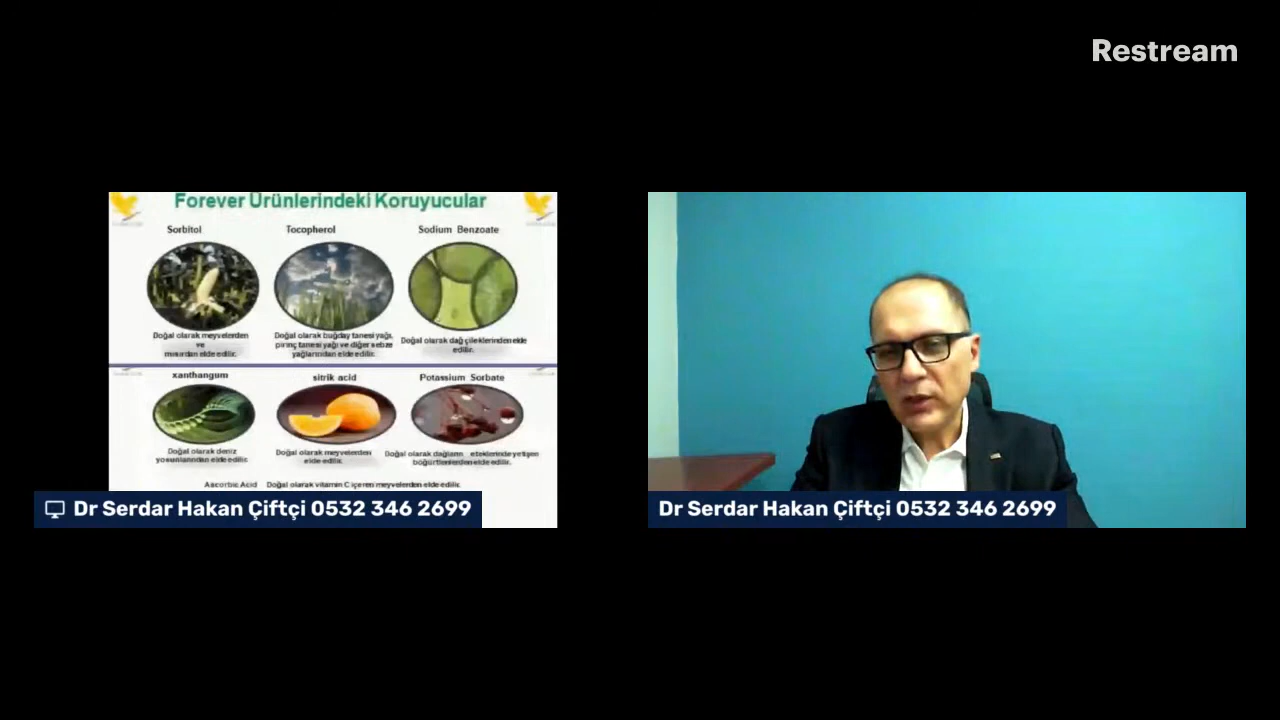 Restream
Forever Ürünlerindeki Koruyucular
Sorbitol
Tocopherol
Sodium Benzoate
Doğal olarak meyvelerden
ve
mısırdan elde edilir.
Doğal olarak buğday tanesi yağı,
pirinç tanesi yağı ve diğer sebze
yağlarından elde edilir.
Doğal olarak dağ çileklerinden elde
edilir.
xanthangum
sitrik acid
Potassium Sorbate
Doğal olarak deniz
yosunlarından elde edilir.
Doğal olarak meyvelerden
elde edilir.
Doğal olarak dağların eteklerinde yetişen
böğürtlenlerden elde edilir.
Ascorbic Acid Doğal olarak vitamin C içeren meyvelerden elde edilir.
Dr Serdar Hakan Çiftçi 0532 346 2699
Dr Serdar Hakan Çiftçi 0532 346 2699